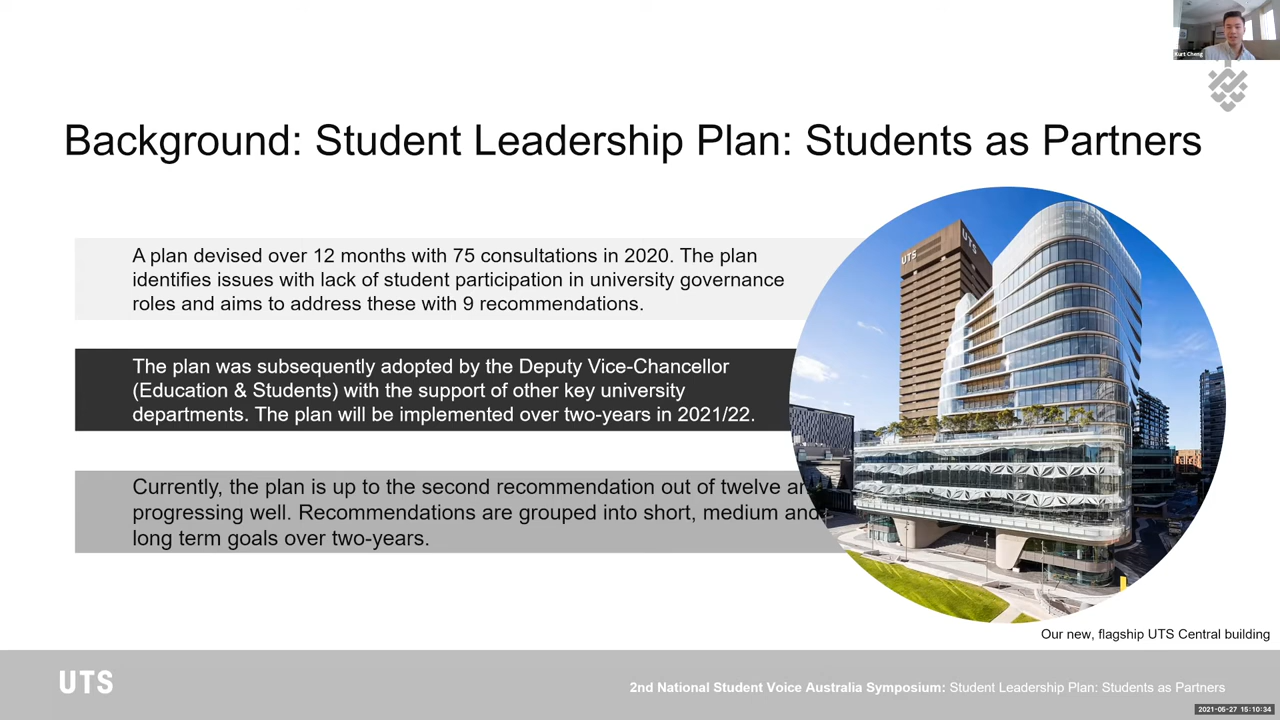 Kurt Cheng
Background: Student Leadership Plan: Students as Partners
A plan devised over 12 months with 75 consultations in 2020. The plan
identifies issues with lack of student participation in university governance
roles and aims to address these with 9 recommendations.
The plan was subsequently adopted by the Deputy Vice-Chancellor
(Education & Students) with the support of other key university
departments. The plan will be implemented over two-years in 2021/22.
Currently, the plan is up to the second recommendation out of twelve an
progressing well. Recommendations are grouped into short, medium and
long term goals over two-years.
UTS
UTS
Our new, flagship UTS Central building
UTS
2nd National Student Voice Australia Symposium: Student Leadership Plan: Students as Partners
2021-05-27 15:10:34